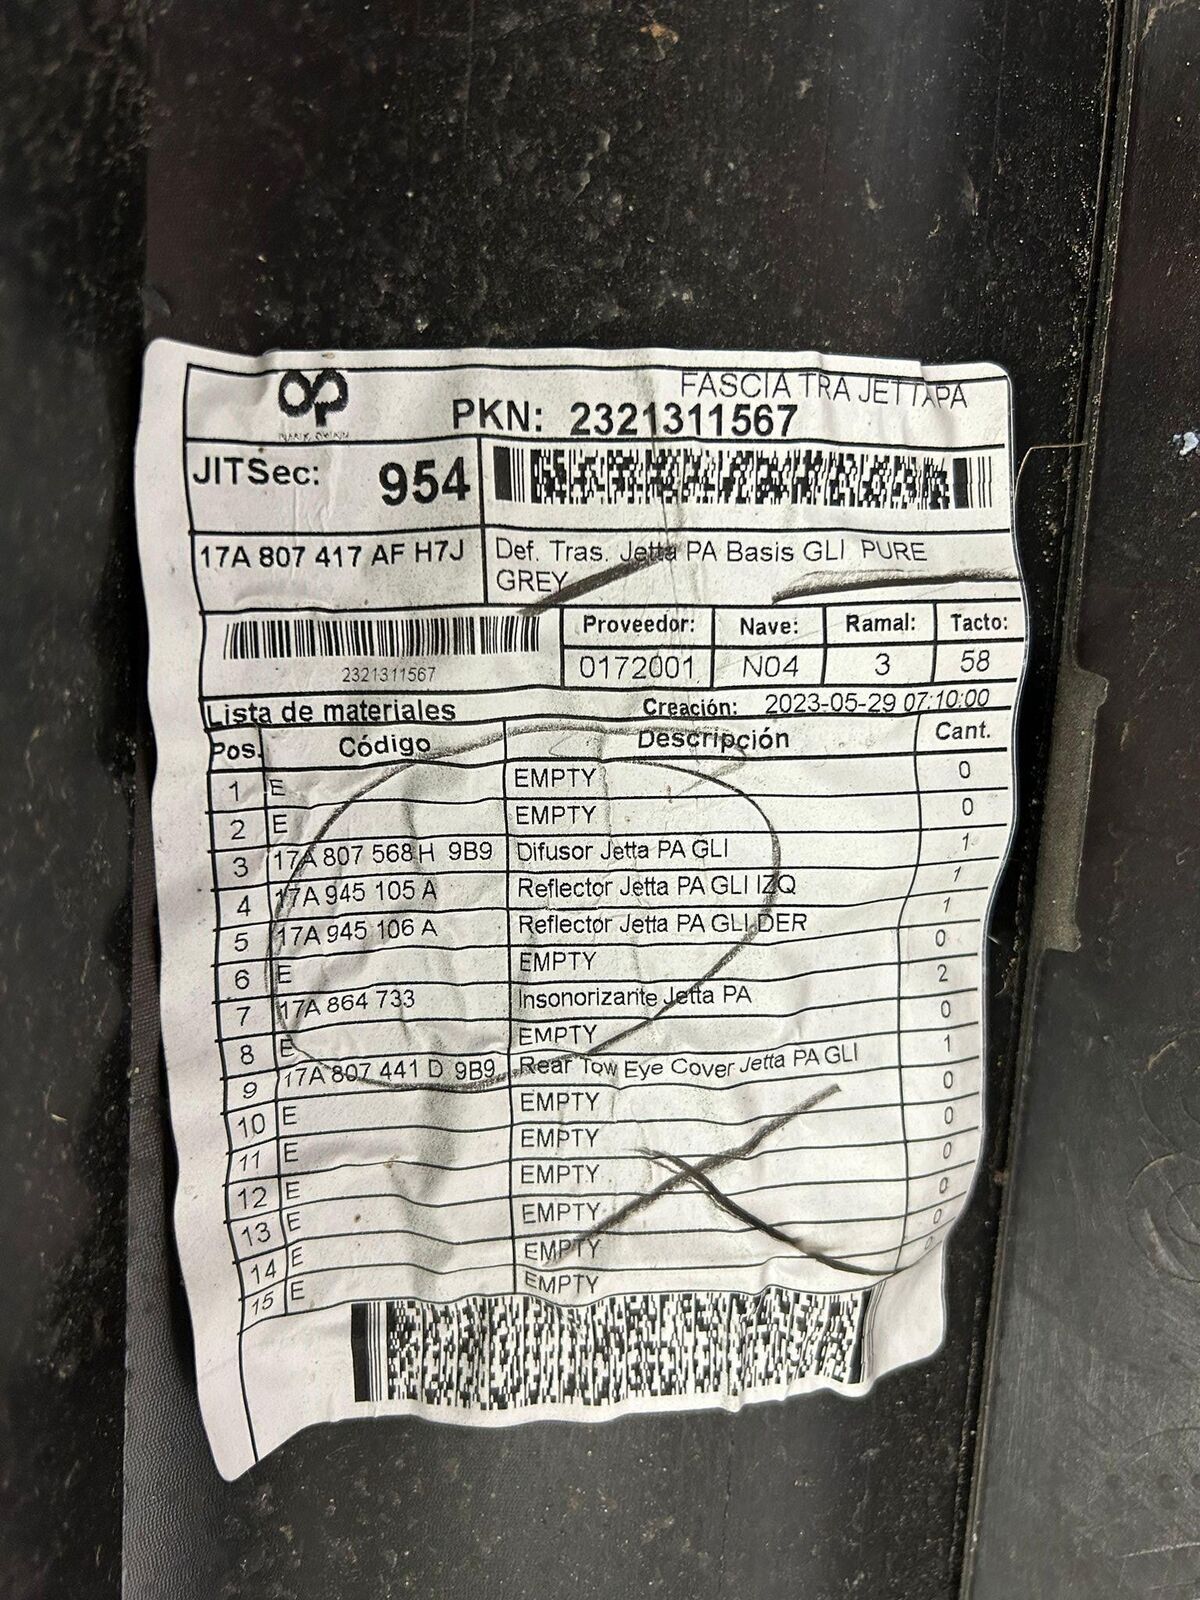 FASCIA TRA JETTAPA
PKN: 2321311567
JITSec: 954
17A 807 417 AF H7J
Def. Tras. Jetta PA Basis GLI PURE
GREY
2321311567
Proveedor: Nave: Ramal: Tacto:
0172001 N04 3 58
Lista de materiales Creación: 2023-05-29 07:10:00
Pos. Código Descripción Cant.
1 E EMPTY 0
2 E EMPTY 0
3 17A 807 568 H 9B9 Difusor Jetta PA GLI 1
4 17A 945 105 A Reflector Jetta PA GLI IZQ 1
5 17A 945 106 A Reflector Jetta PA GLI DER 1
6 E EMPTY 0
7 17A 864 733 Insonorizante Jetta PA 2
8 E EMPTY 0
9 17A 807 441 D 9B9 Rear Tow Eye Cover Jetta PA GLI 1
10 E EMPTY 0
11 E EMPTY 0
12 E EMPTY 0
13 E EMPTY 0
14 E EMPTY 0
15 E EMPTY 0